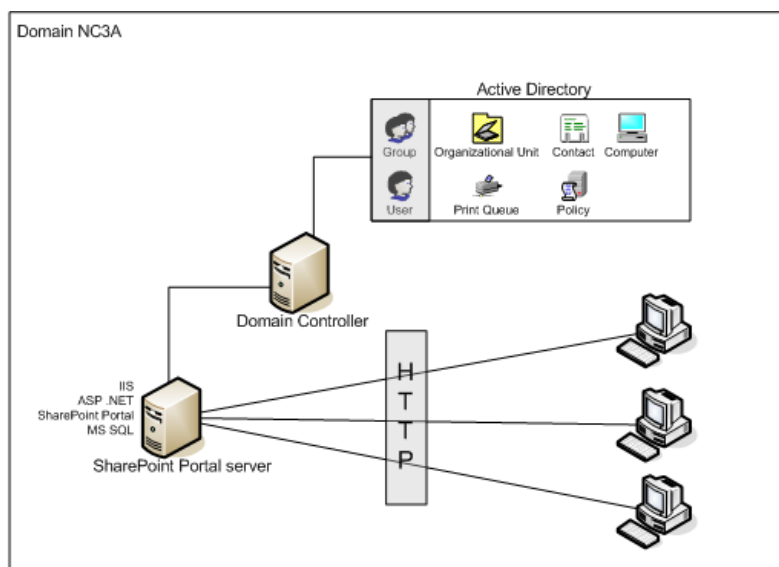 Domain NC3A
Active Directory
Group
Organizational Unit
Contact
Computer
User
Print Queue
Policy
Domain Controller
IIS
ASP .NET
SharePoint Portal
MS SQL
SharePoint Portal server
H
T
T
P